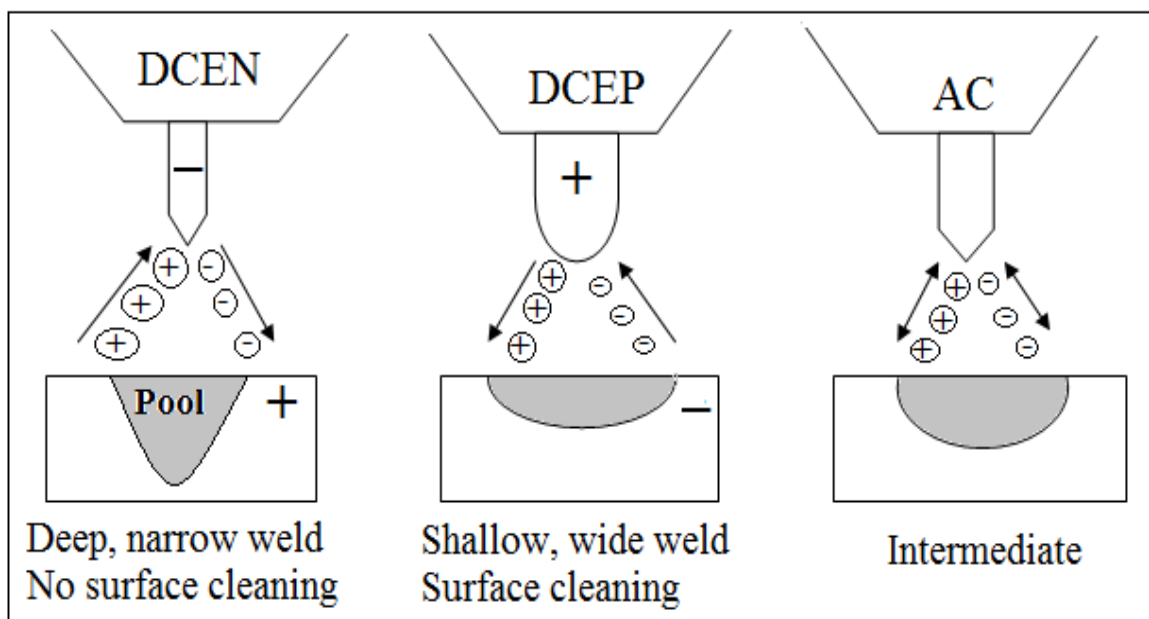 DCEN
−
+ -
+ -
+ -
Pool +
Deep, narrow weld
No surface cleaning
DCEP
+
+ -
+ -
+ -
−
Shallow, wide weld
Surface cleaning
AC
+ -
+ -
+ -
Intermediate